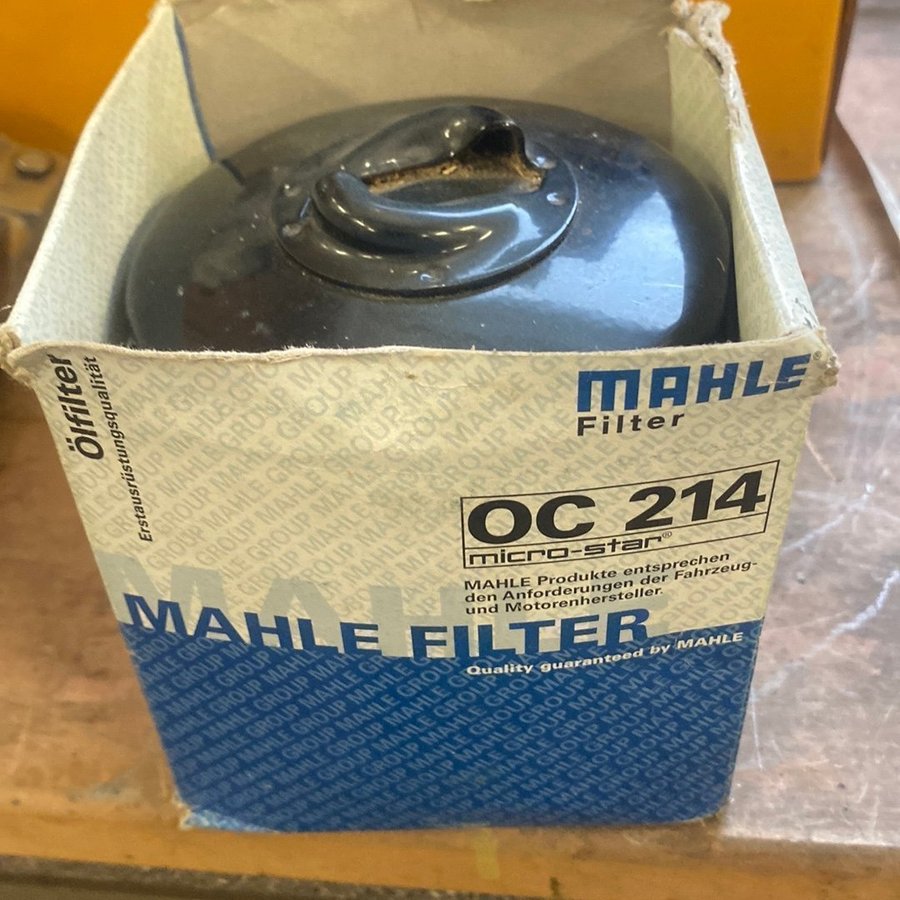 Ölfilter
Erstausrüstungsqualität
MAHLE®
Filter
OC 214
micro-star®
MAHLE Produkte entsprechen
den Anforderungen der Fahrzeug-
und Motorenhersteller.
MAHLE FILTER
Quality guaranteed by MAHLE